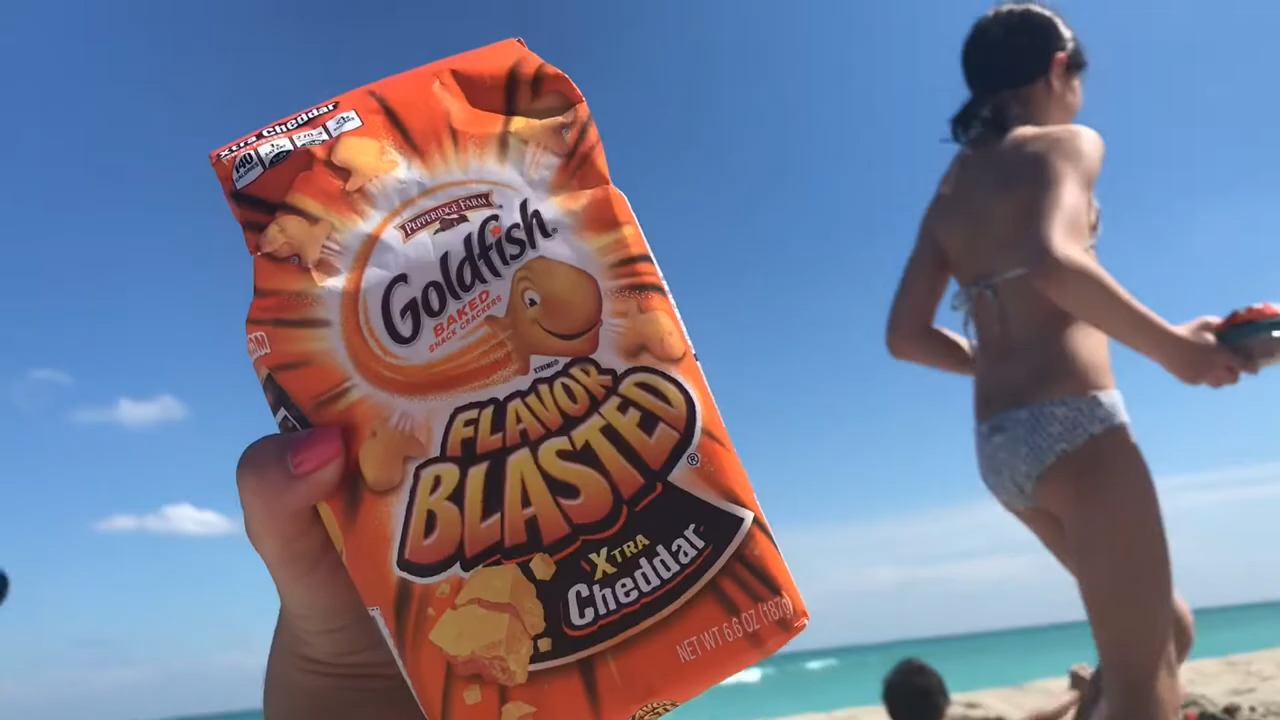 Xtra Cheddar
140
CALORIES
PEPPERIDGE FARM
Goldfish®
BAKED
SNACK CRACKERS
XTREME®
FLAVOR
BLASTED®
XTRA
Cheddar
NET WT 6.6 OZ (187g)